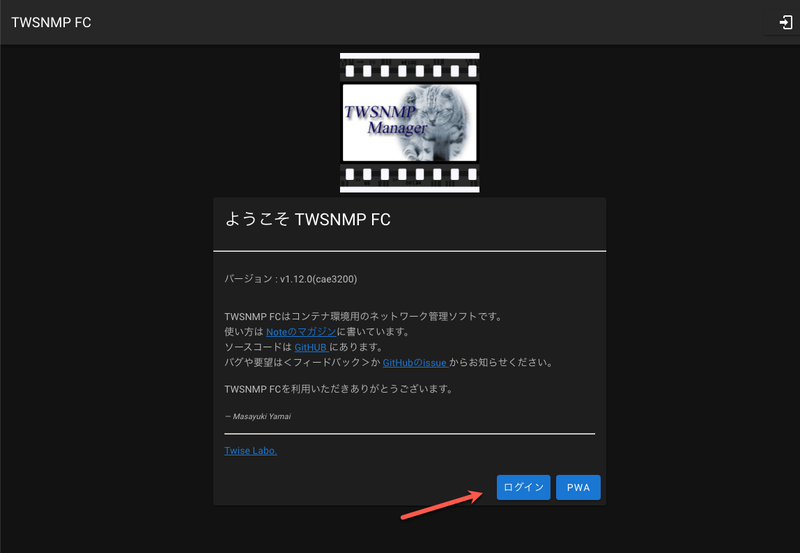 TWSNMP FC
TWSNMP
Manager
ようこそ TWSNMP FC
バージョン : v1.12.0(cae3200)
TWSNMP FCはコンテナ環境用のネットワーク管理ソフトです。
使い方は Noteのマガジンに書いています。
ソースコードは GitHUB にあります。
バグや要望は＜フィードバック＞か GitHubのissue からお知らせください。
TWSNMP FCを利用いただきありがとうございます。
— Masayuki Yamai
Twise Labo.
ログイン PWA